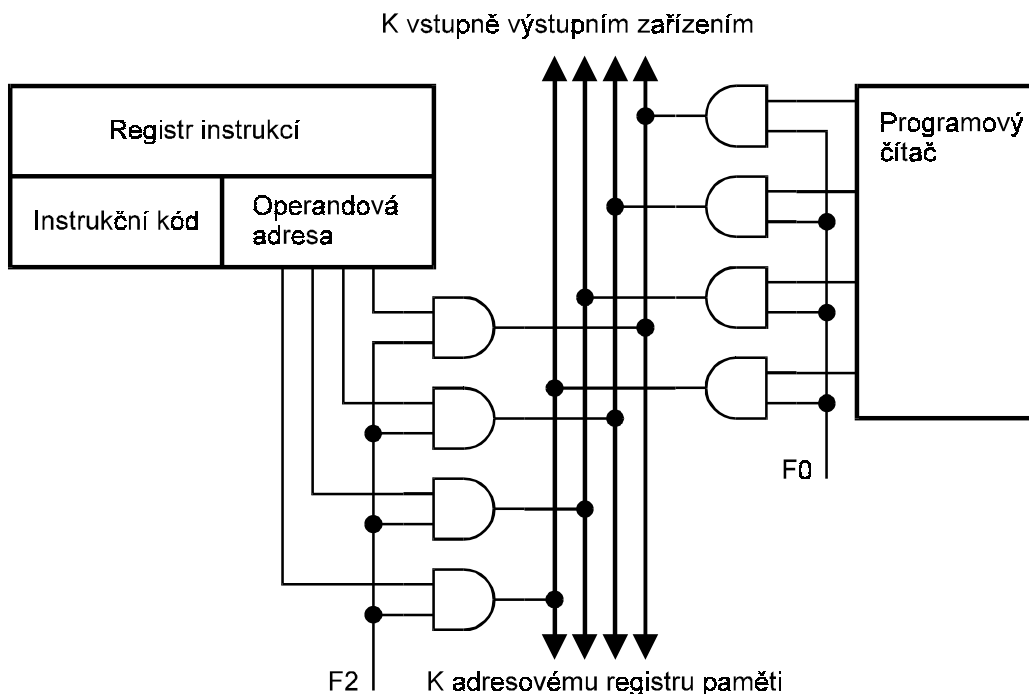 K vstupně výstupním zařízením
Registr instrukcí
Instrukční kód
Operandová
adresa
Programový
čítač
F0
F2
K adresovému registru paměti